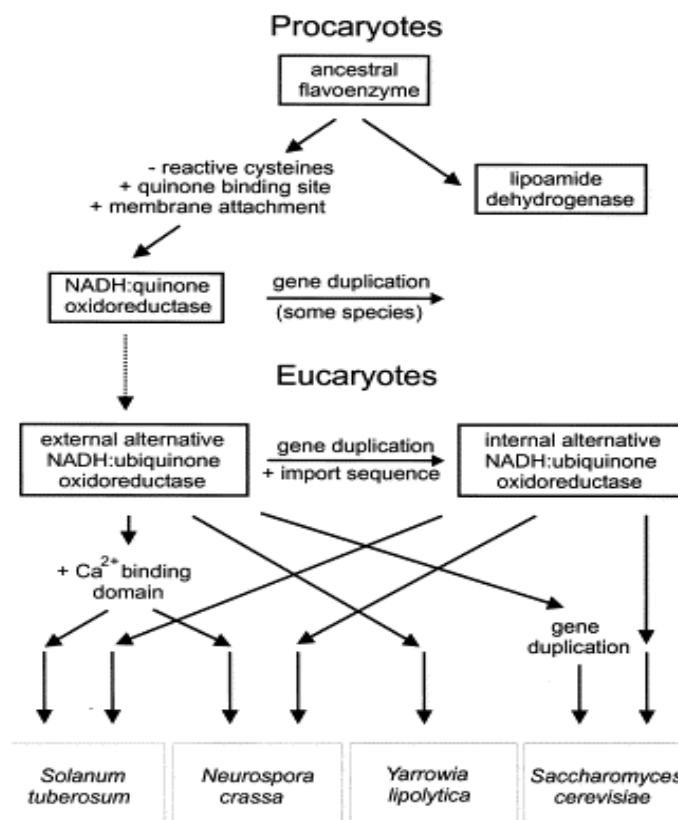 Procaryotes
ancestral
flavoenzyme
- reactive cysteines
+ quinone binding site
+ membrane attachment
lipoamide
dehydrogenase
NADH:quinone
oxidoreductase
gene duplication
(some species)
Eucaryotes
external alternative
NADH:ubiquinone
oxidoreductase
gene duplication
+ import sequence
internal alternative
NADH:ubiquinone
oxidoreductase
+ Ca²⁺ binding
domain
gene
duplication
Solanum
tuberosum
Neurospora
crassa
Yarrowia
lipolytica
Saccharomyces
cerevisiae